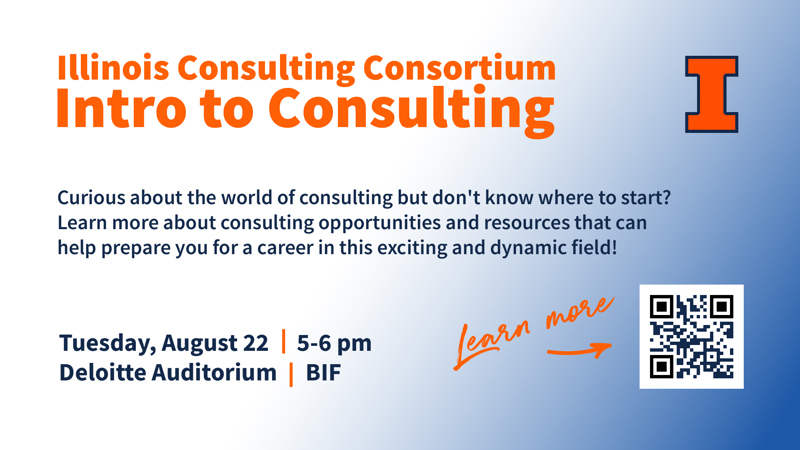 Illinois Consulting Consortium
Intro to Consulting
I
Curious about the world of consulting but don't know where to start?
Learn more about consulting opportunities and resources that can
help prepare you for a career in this exciting and dynamic field!
Tuesday, August 22 | 5-6 pm
Deloitte Auditorium | BIF
Learn more